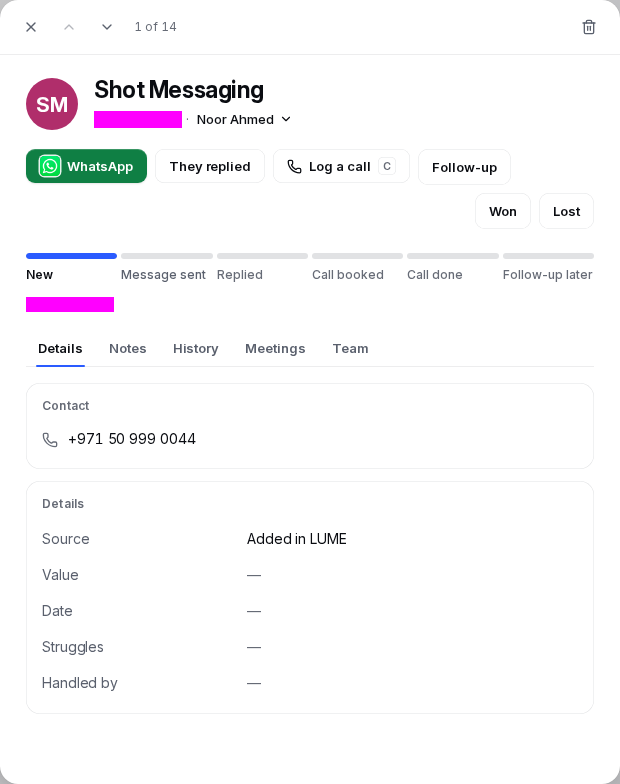 1 of 14
SM
Shot Messaging
· Noor Ahmed
WhatsApp
They replied
Log a call C
Follow-up
Won
Lost
New
Message sent
Replied
Call booked
Call done
Follow-up later
Details
Notes
History
Meetings
Team
Contact
+971 50 999 0044
Details
Source
Added in LUME
Value
—
Date
—
Struggles
—
Handled by
—